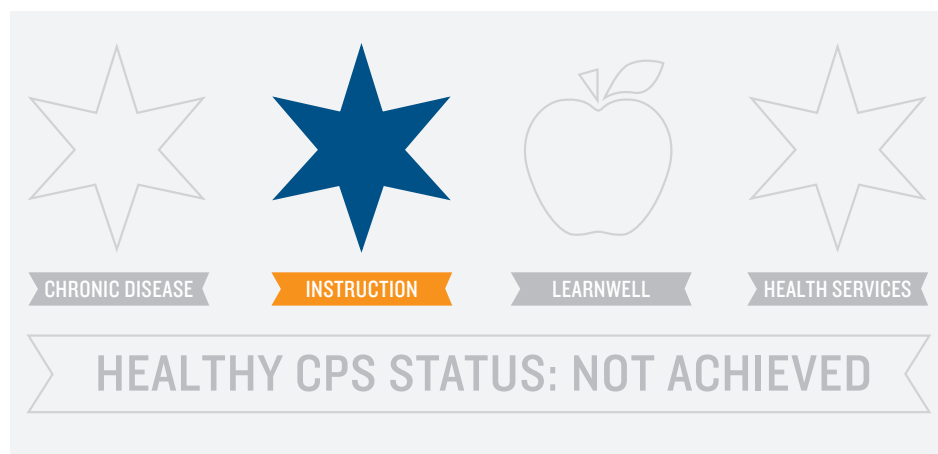 CHRONIC DISEASE
INSTRUCTION
LEARNWELL
HEALTH SERVICES
HEALTHY CPS STATUS: NOT ACHIEVED